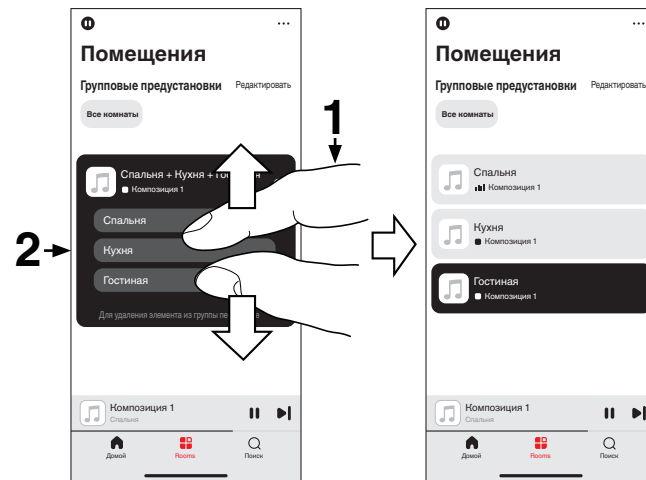 Помещения
Групповые предустановки Редактировать
Все комнаты
1
Спальня + Кухня +
Композиция 1
Спальня
2
Кухня
Гостиная
Для удаления элемента из группы
Композиция 1
Спальня
Домой Rooms Поиск
Помещения
Групповые предустановки Редактировать
Все комнаты
Спальня
Композиция 1
Кухня
Композиция 1
Гостиная
Композиция 1
Композиция 1
Спальня
Домой Rooms Поиск